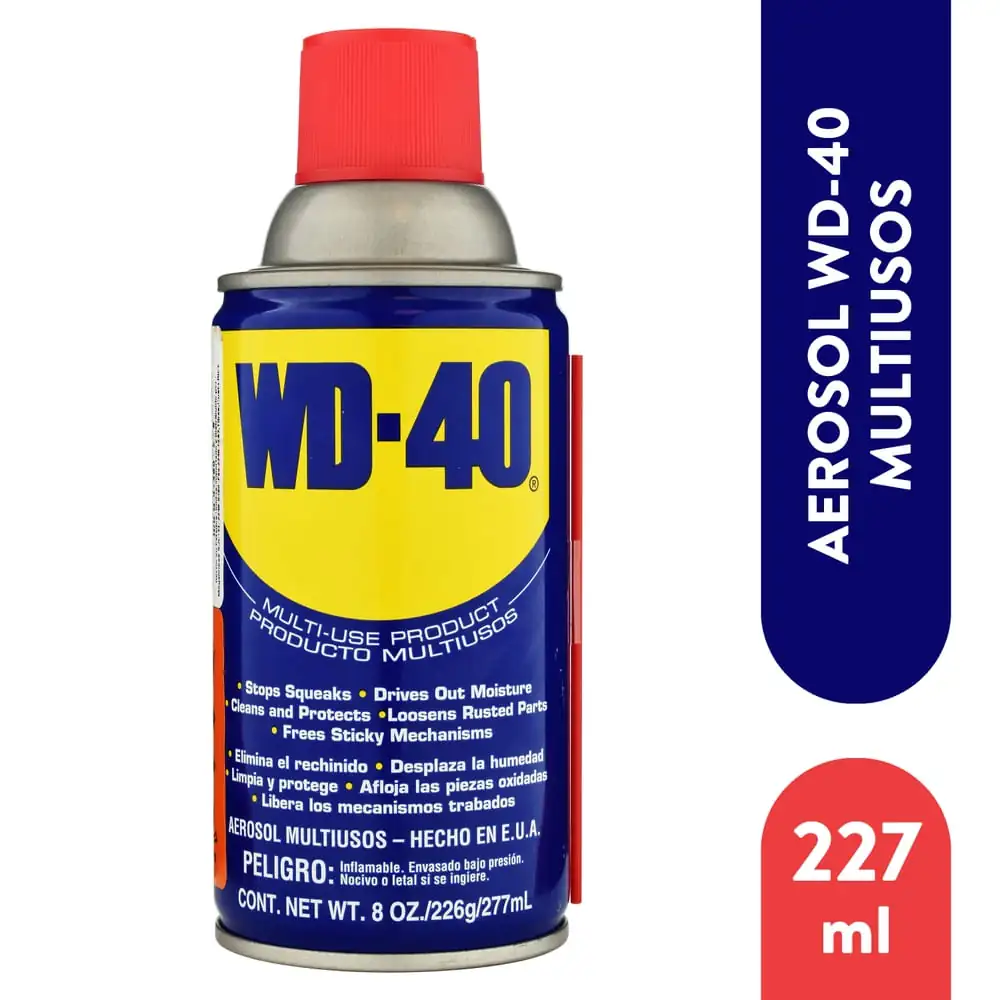 WD-40
®
MULTI-USE PRODUCT
PRODUCTO MULTIUSOS
• Stops Squeaks • Drives Out Moisture
• Cleans and Protects • Loosens Rusted Parts
• Frees Sticky Mechanisms
• Elimina el rechinido • Desplaza la humedad
• Limpia y protege • Afloja las piezas oxidadas
• Libera los mecanismos trabados
AEROSOL MULTIUSOS – HECHO EN E.U.A.
PELIGRO: Inflamable. Envasado bajo presión.
Nocivo o letal si se ingiere.
CONT. NET WT. 8 OZ./226g/277mL
AEROSOL WD-40
MULTIUSOS
227
ml